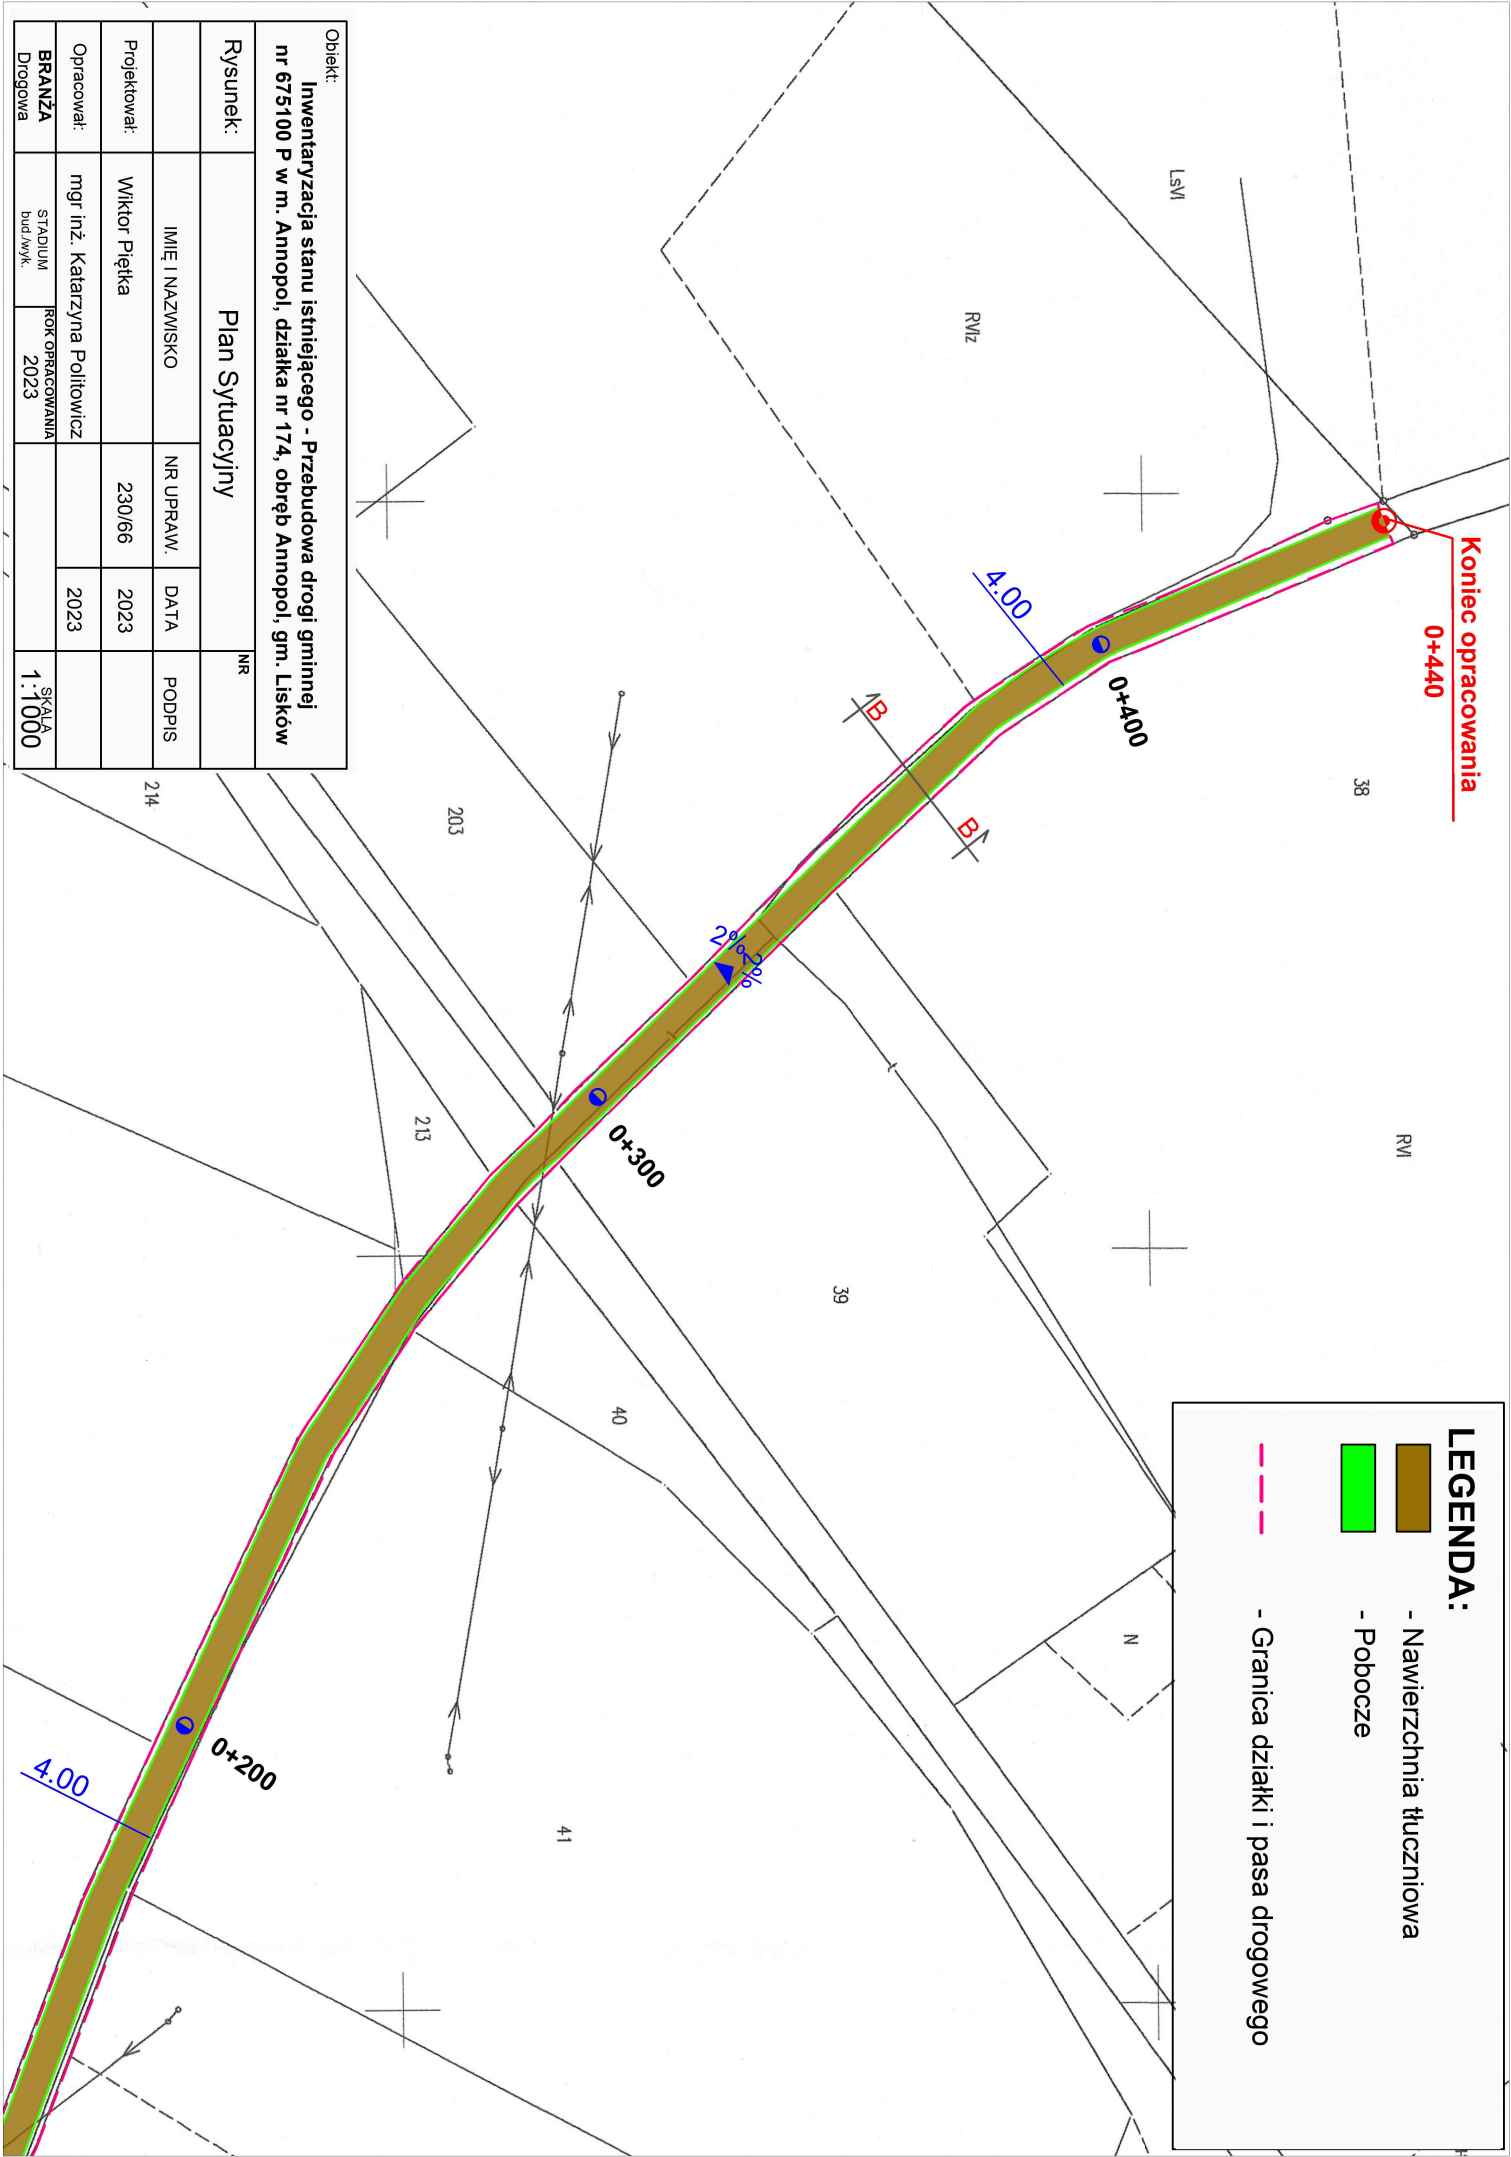 Koniec opracowania
0+440
LEGENDA:
- Nawierzchnia tłuczniowa
- Pobocze
- Granica działki i pasa drogowego
38
RVI
LsVI
RVIz
4.00
0+400
B
B
N
2%
2%
39
203
0+300
213
40
41
214
0+200
4.00
Obiekt:
Inwentaryzacja stanu istniejącego - Przebudowa drogi gminnej
nr 675100 P w m. Annopol, działka nr 174, obręb Annopol, gm. Lisków
Rysunek:
Plan Sytuacyjny
NR
IMIĘ I NAZWISKO
NR UPRAW.
DATA
PODPIS
Projektował:
Wiktor Piętka
230/66
2023
Opracował:
mgr inż. Katarzyna Politowicz
2023
BRANŻA
Drogowa
STADIUM
bud./wyk.
ROK OPRACOWANIA
2023
SKALA
1:1000